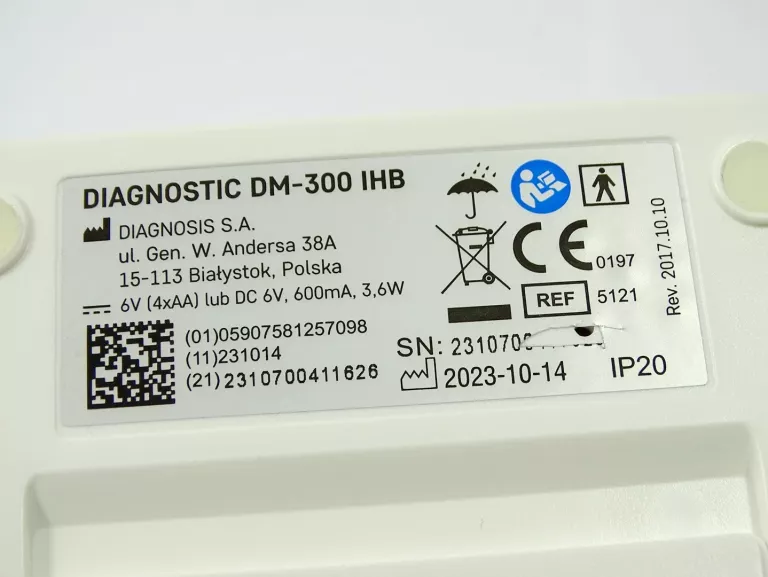 DIAGNOSTIC DM-300 IHB
DIAGNOSIS S.A.
ul. Gen. W. Andersa 38A
15-113 Białystok, Polska
6V (4xAA) lub DC 6V, 600mA, 3,6W
(01)05907581257098
(11)231014
(21)2310700411626
CE 0197
REF 5121
SN:
2023-10-14
IP20
Rev. 2017.10.10